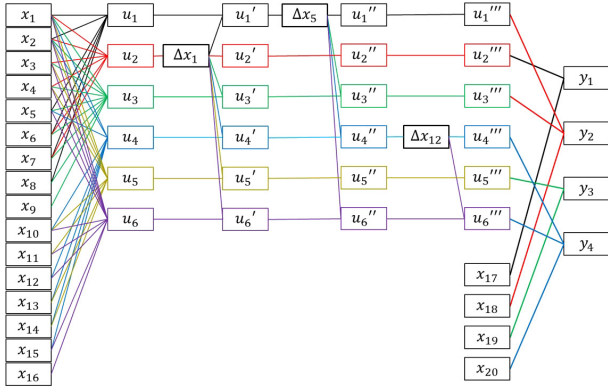 x₁ u₁ u₁′ Δx₅ u₁′′ u₁′′′
x₂
x₃ u₂ Δx₁ u₂′ u₂′′ u₂′′′
y₁
x₄ u₃ u₃′ u₃′′ u₃′′′
x₅
x₆ u₄ u₄′ u₄′′ Δx₁₂ u₄′′′ y₂
x₇
x₈ u₅ u₅′ u₅′′ u₅′′′ y₃
x₉ u₆ u₆′ u₆′′ u₆′′′
x₁₀ y₄
x₁₁
x₁₂ x₁₇
x₁₃ x₁₈
x₁₄ x₁₉
x₁₅ x₂₀
x₁₆